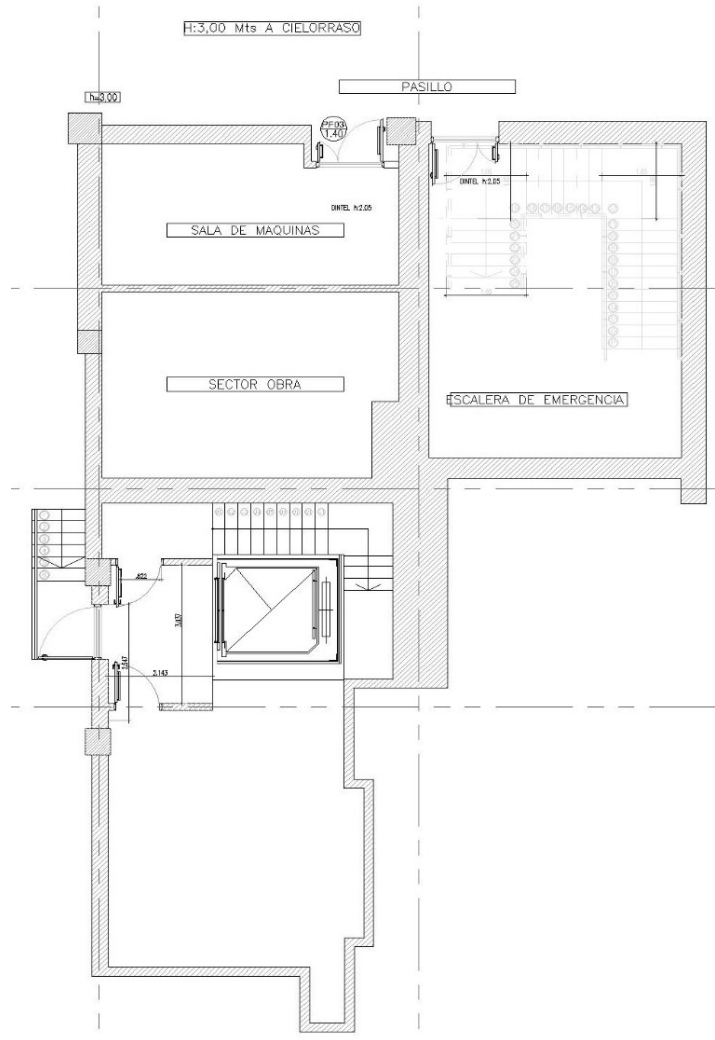 H:3,00 Mts A CIELORRASO
PASILLO
h=3.00
PF03
1.40
DINTEL h:2.05
DINTEL h:2.05
SALA DE MAQUINAS
SECTOR OBRA
ESCALERA DE EMERGENCIA
.622
2.143